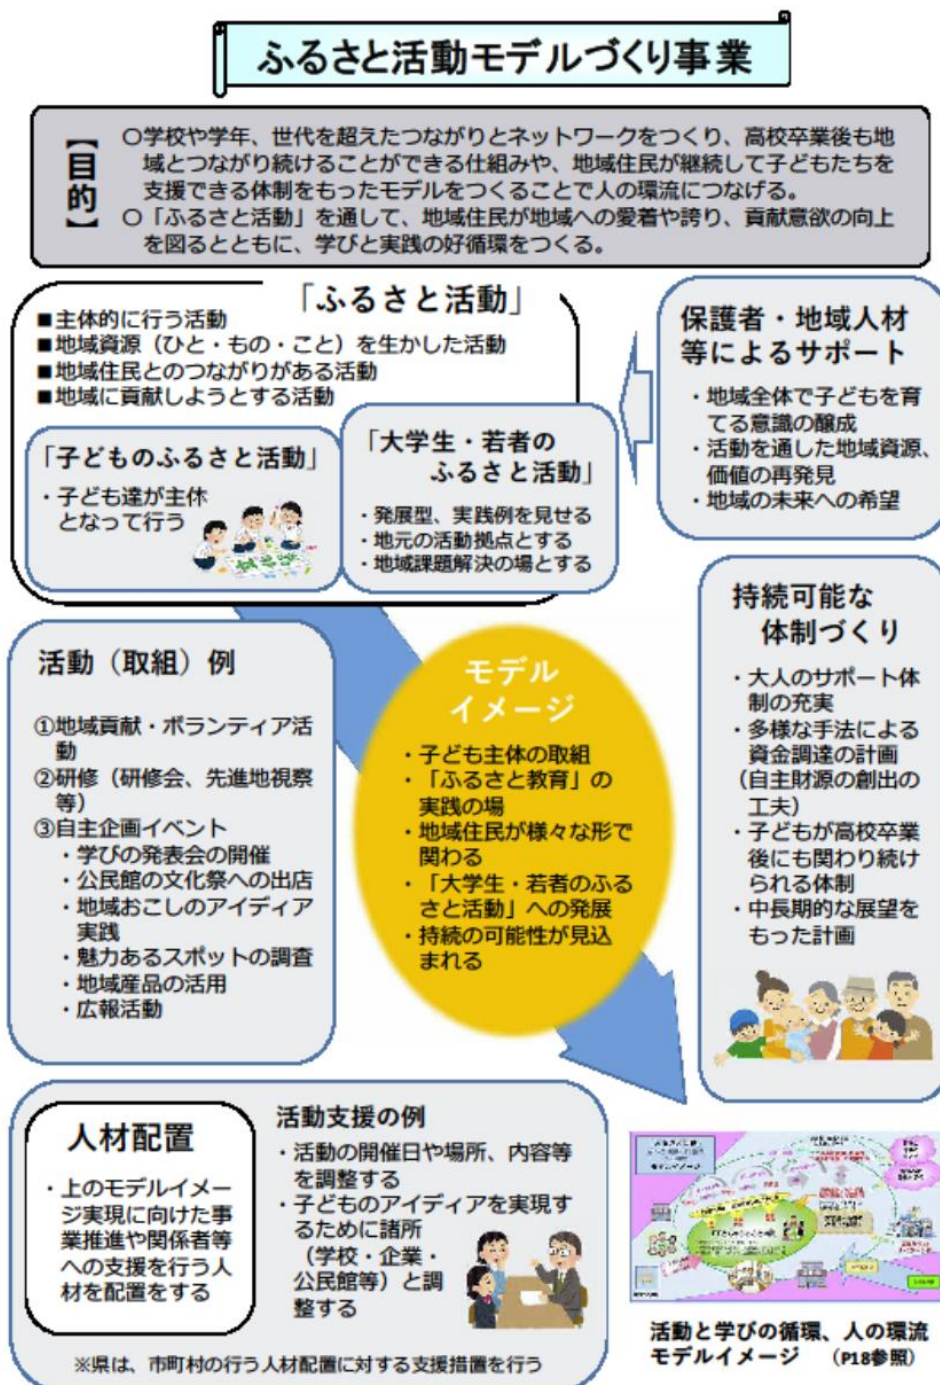 ふるさと活動モデルづくり事業
【目的】
〇学校や学年、世代を超えたつながりとネットワークをつくり、高校卒業後も地
域とつながり続けることができる仕組みや、地域住民が継続して子どもたちを
支援できる体制をもったモデルをつくることで人の環流につなげる。
〇「ふるさと活動」を通して、地域住民が地域への愛着や誇り、貢献意欲の向上
を図るとともに、学びと実践の好循環をつくる。
「ふるさと活動」
■主体的に行う活動
■地域資源（ひと・もの・こと）を生かした活動
■地域住民とのつながりがある活動
■地域に貢献しようとする活動
「子どものふるさと活動」
・子ども達が主体
となって行う
「大学生・若者の
ふるさと活動」
・発展型、実践例を見せる
・地元の活動拠点とする
・地域課題解決の場とする
保護者・地域人材
等によるサポート
・地域全体で子どもを育
てる意識の醸成
・活動を通した地域資源、
価値の再発見
・地域の未来への希望
活動（取組）例
①地域貢献・ボランティア活
動
②研修（研修会、先進地視察
等）
③自主企画イベント
・学びの発表会の開催
・公民館の文化祭への出店
・地域おこしのアイディア
実践
・魅力あるスポットの調査
・地域産品の活用
・広報活動
モデル
イメージ
・子ども主体の取組
・「ふるさと教育」の
実践の場
・地域住民が様々な形で
関わる
・「大学生・若者のふる
さと活動」への発展
・持続の可能性が見込
まれる
持続可能な
体制づくり
・大人のサポート体
制の充実
・多様な手法による
資金調達の計画
（自主財源の創出の
工夫）
・子どもが高校卒業
後にも関わり続け
られる体制
・中長期的な展望を
もった計画
人材配置
・上のモデルイメー
ジ実現に向けた事
業推進や関係者等
への支援を行う人
材を配置をする
活動支援の例
・活動の開催日や場所、内容等
を調整する
・子どものアイディアを実現す
るために諸所
（学校・企業・
公民館等）と調
整する
※県は、市町村の行う人材配置に対する支援措置を行う
活動と学びの循環、人の環流
モデルイメージ （P18参照）